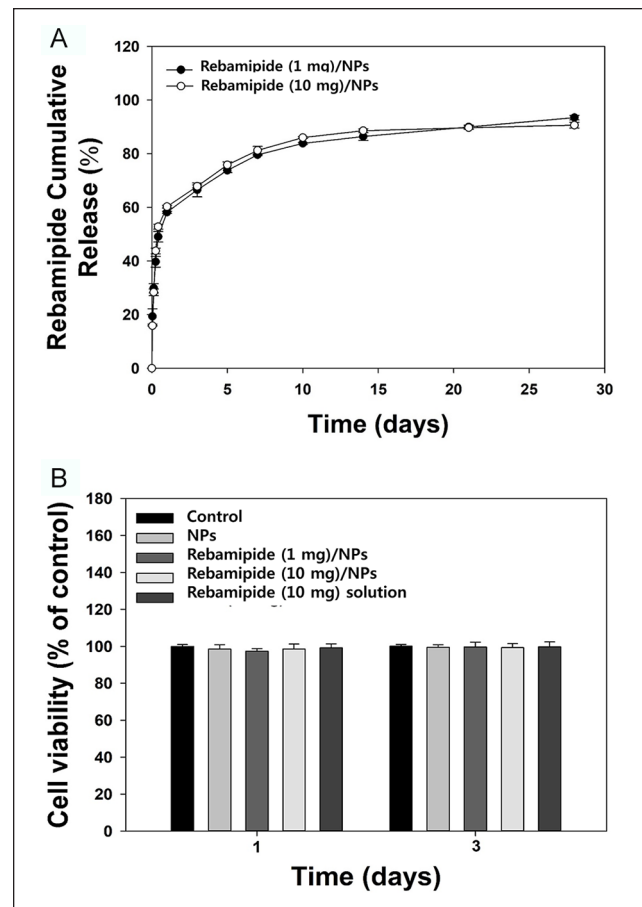 A
120
100
80
60
40
20
0
Rebamipide (1 mg)/NPs
Rebamipide (10 mg)/NPs
Rebamipide Cumulative
Release (%)
0 5 10 15 20 25 30
Time (days)
B
180
160
140
120
100
80
60
40
20
0
Control
NPs
Rebamipide (1 mg)/NPs
Rebamipide (10 mg)/NPs
Rebamipide (10 mg) solution
Cell viability (% of control)
1 3
Time (days)